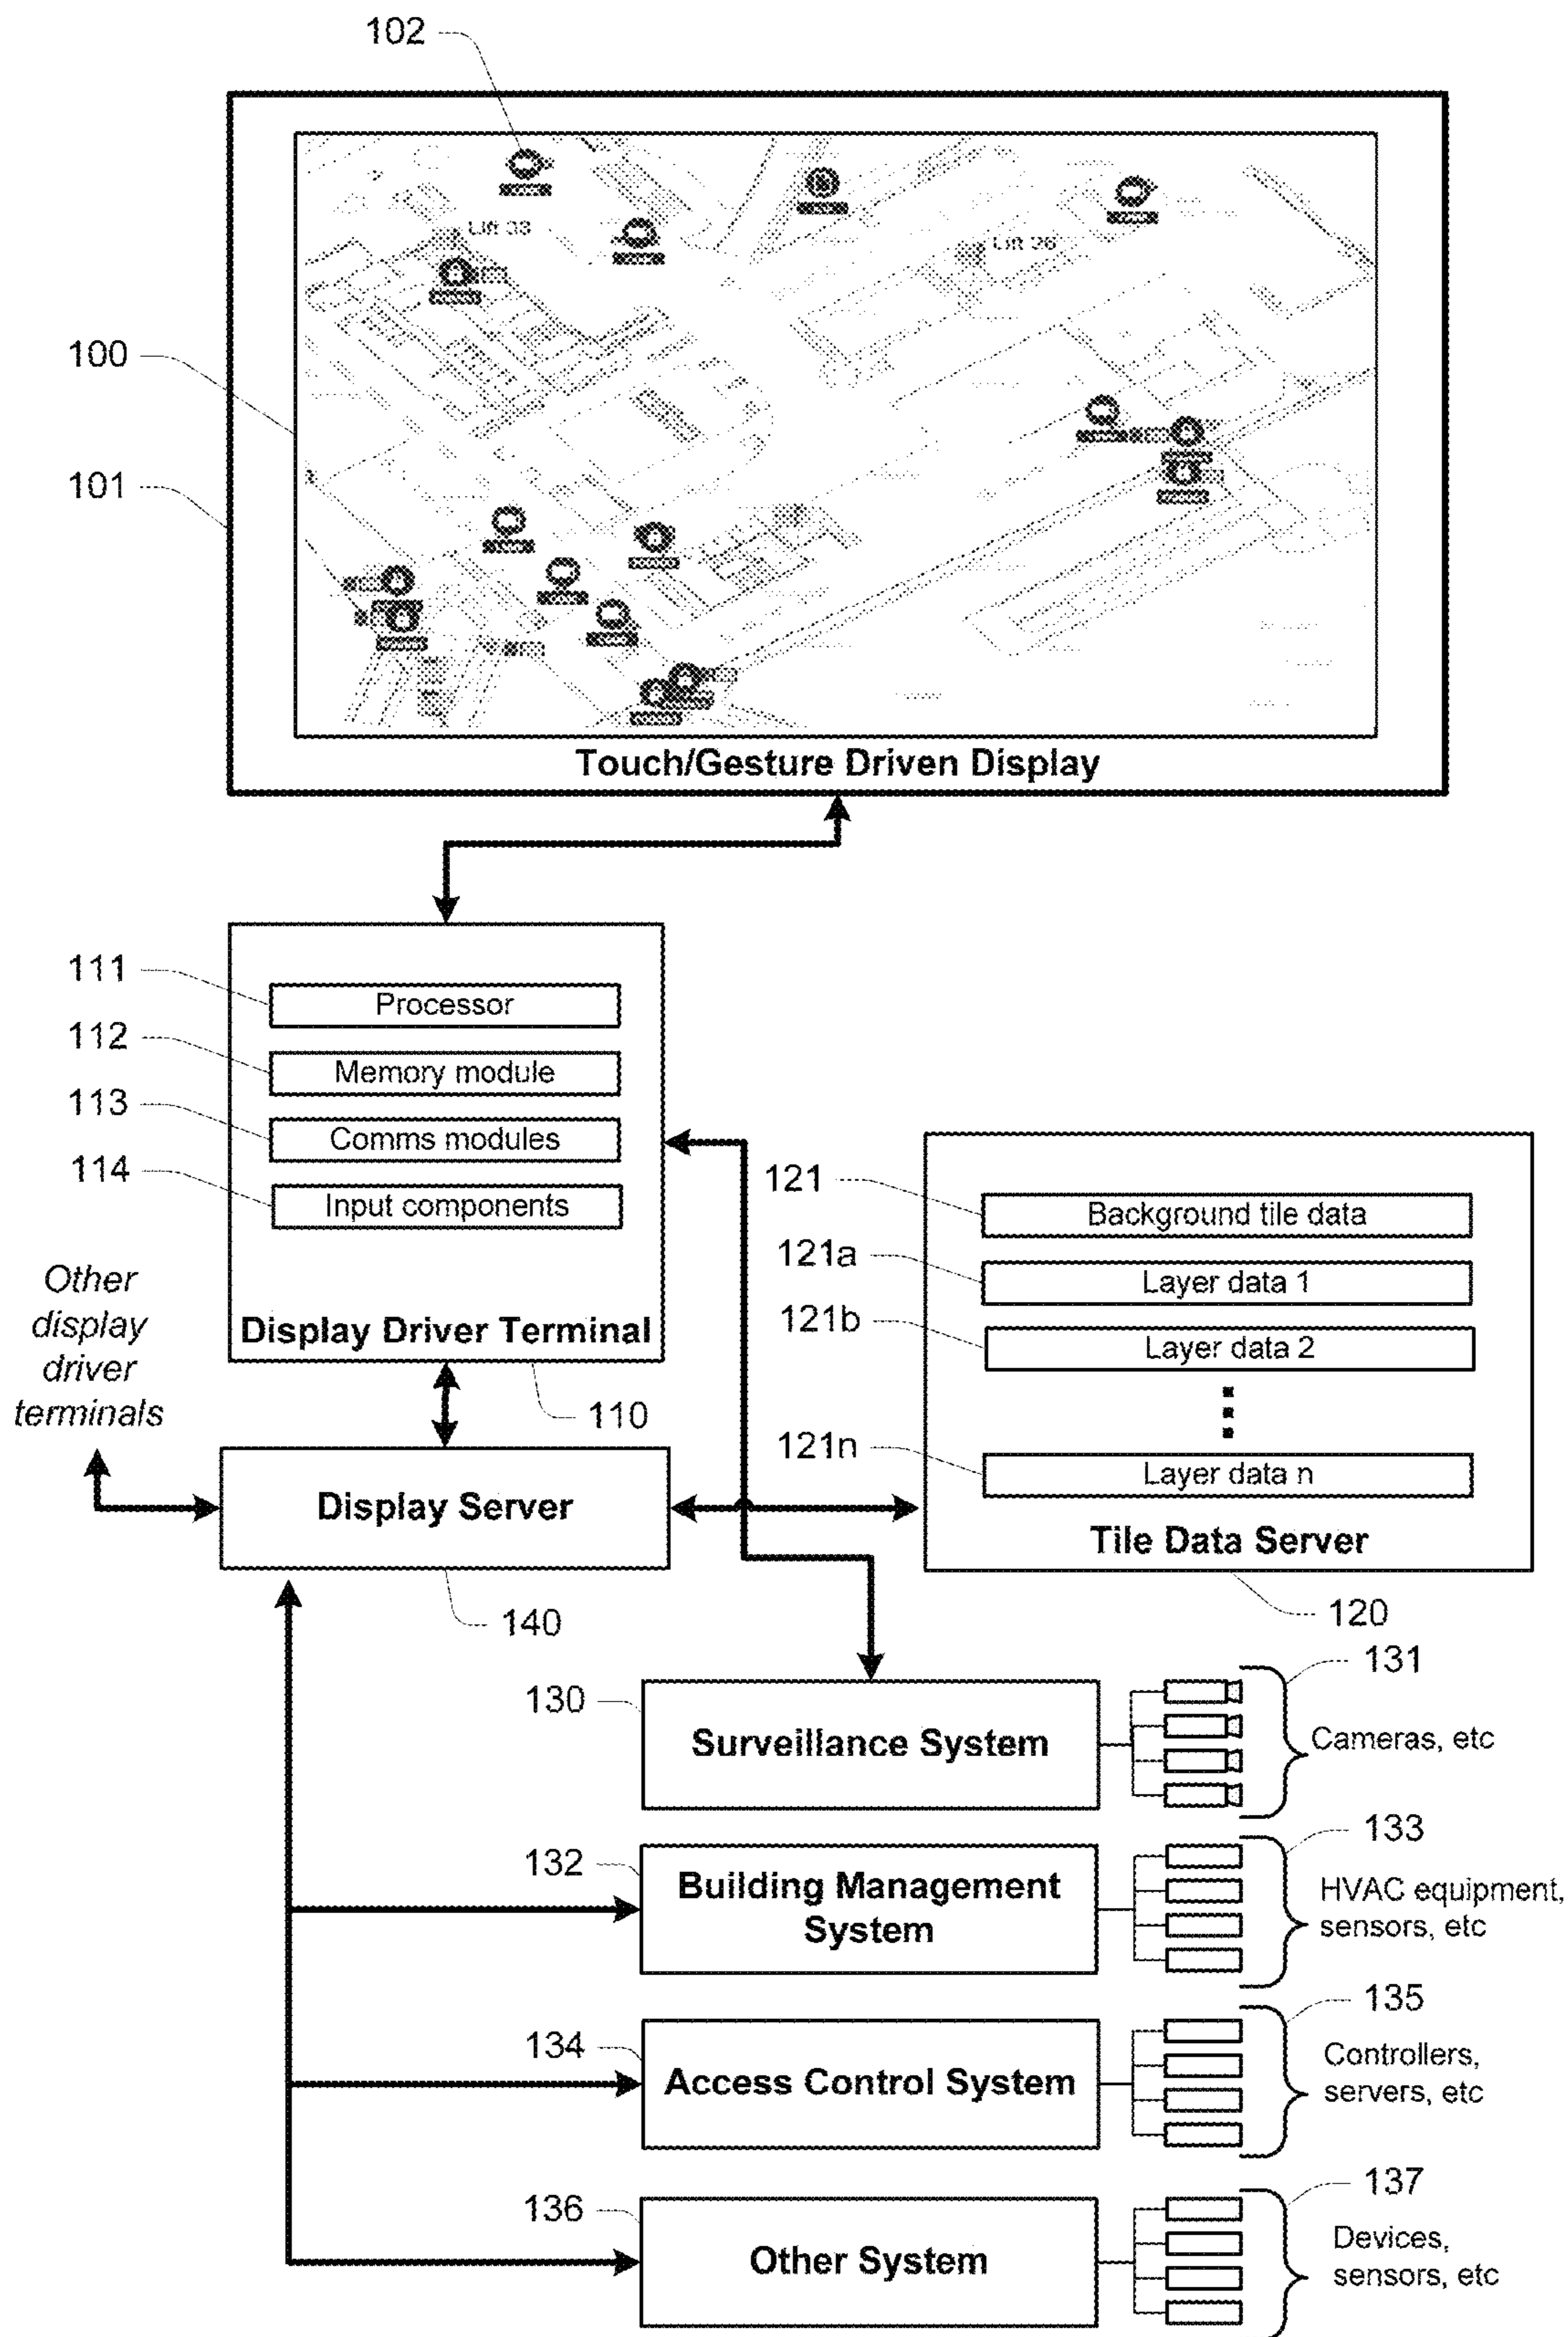 102
Lift 38
Lift 26
100
101
Touch/Gesture Driven Display
111
Processor
112
Memory module
113
Comms modules
114
Input components
Display Driver Terminal
110
Other
display
driver
terminals
121
Background tile data
121a
Layer data 1
121b
Layer data 2
121n
Layer data n
Tile Data Server
120
Display Server
140
130
Surveillance System
131
Cameras, etc
132
Building Management
System
133
HVAC equipment,
sensors, etc
134
Access Control System
135
Controllers,
servers, etc
136
Other System
137
Devices,
sensors, etc